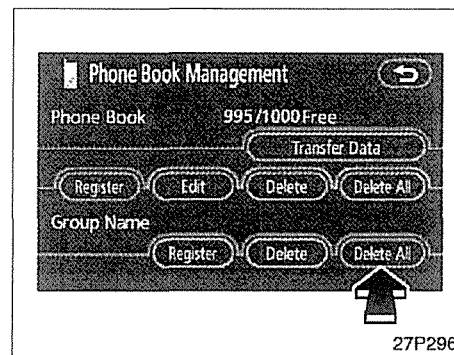 Phone Book Management
Phone Book 995/1000 Free
Transfer Data
Register Edit Delete Delete All
Group Name
Register Delete Delete All
27P296